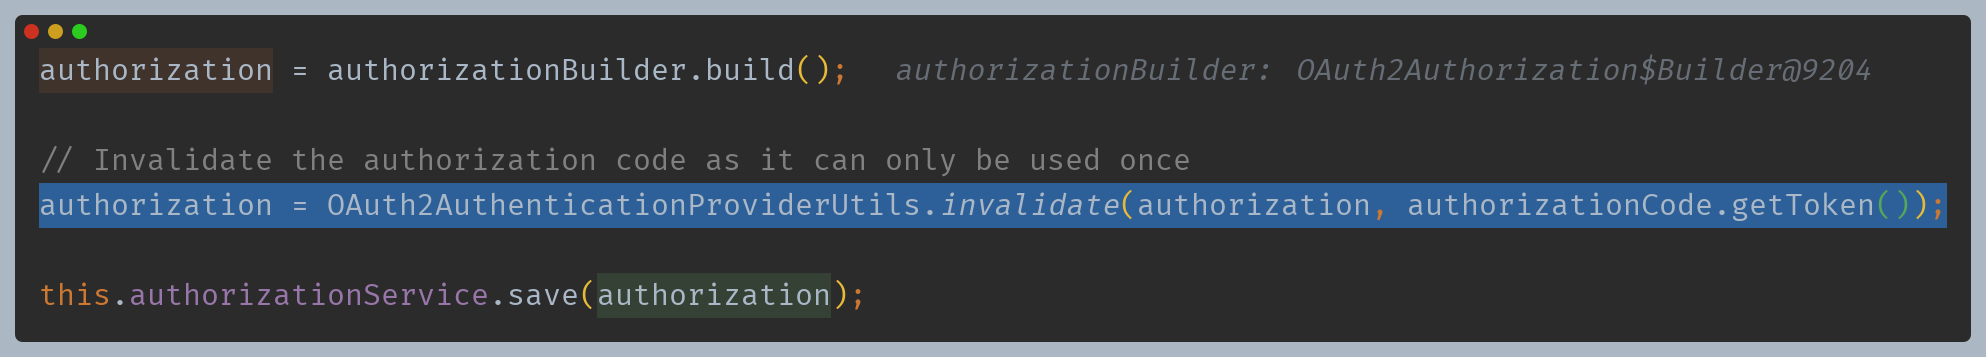 authorization = authorizationBuilder.build();   authorizationBuilder: OAuth2Authorization$Builder@9204
// Invalidate the authorization code as it can only be used once
authorization = OAuth2AuthenticationProviderUtils.invalidate(authorization, authorizationCode.getToken());
this.authorizationService.save(authorization);